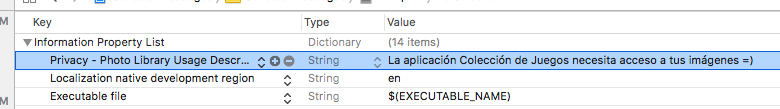 Key Type Value
Information Property List Dictionary (14 items)
Privacy - Photo Library Usage Descr... String La aplicación Colección de Juegos necesita acceso a tus imágenes =)
Localization native development region String en
Executable file String $(EXECUTABLE_NAME)
M
M